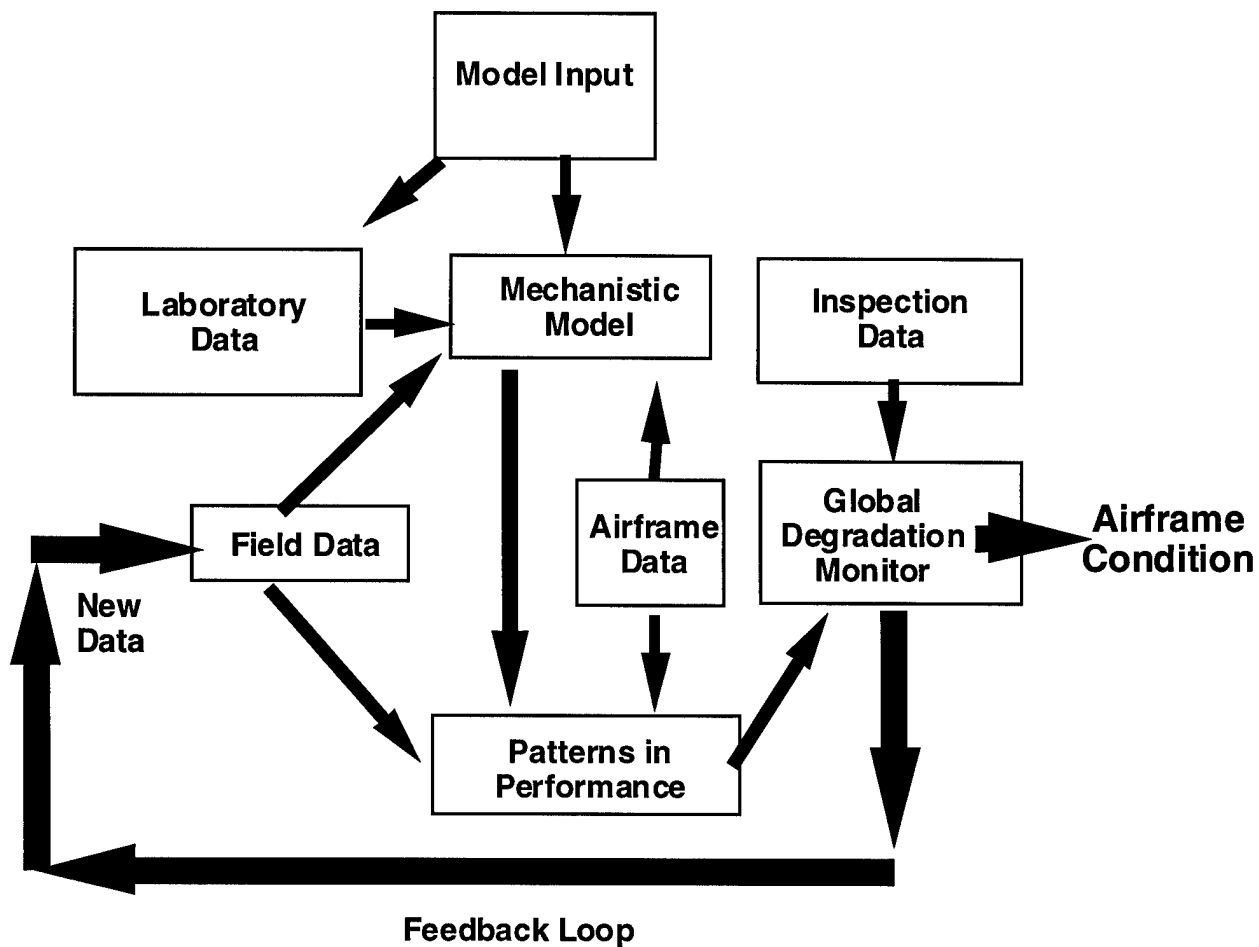 Model Input
Laboratory
Data
Mechanistic
Model
Inspection
Data
Field Data
Airframe
Data
Global
Degradation
Monitor
Airframe
Condition
New
Data
Patterns in
Performance
Feedback Loop